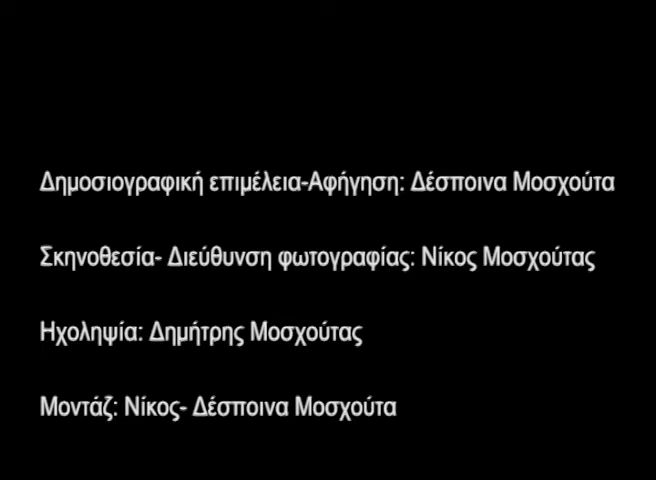 Δημοσιογραφική επιμέλεια-Αφήγηση: Δέσποινα Μοσχούτα
Σκηνοθεσία- Διεύθυνση φωτογραφίας: Νίκος Μοσχούτας
Ηχοληψία: Δημήτρης Μοσχούτας
Μοντάζ: Νίκος- Δέσποινα Μοσχούτα